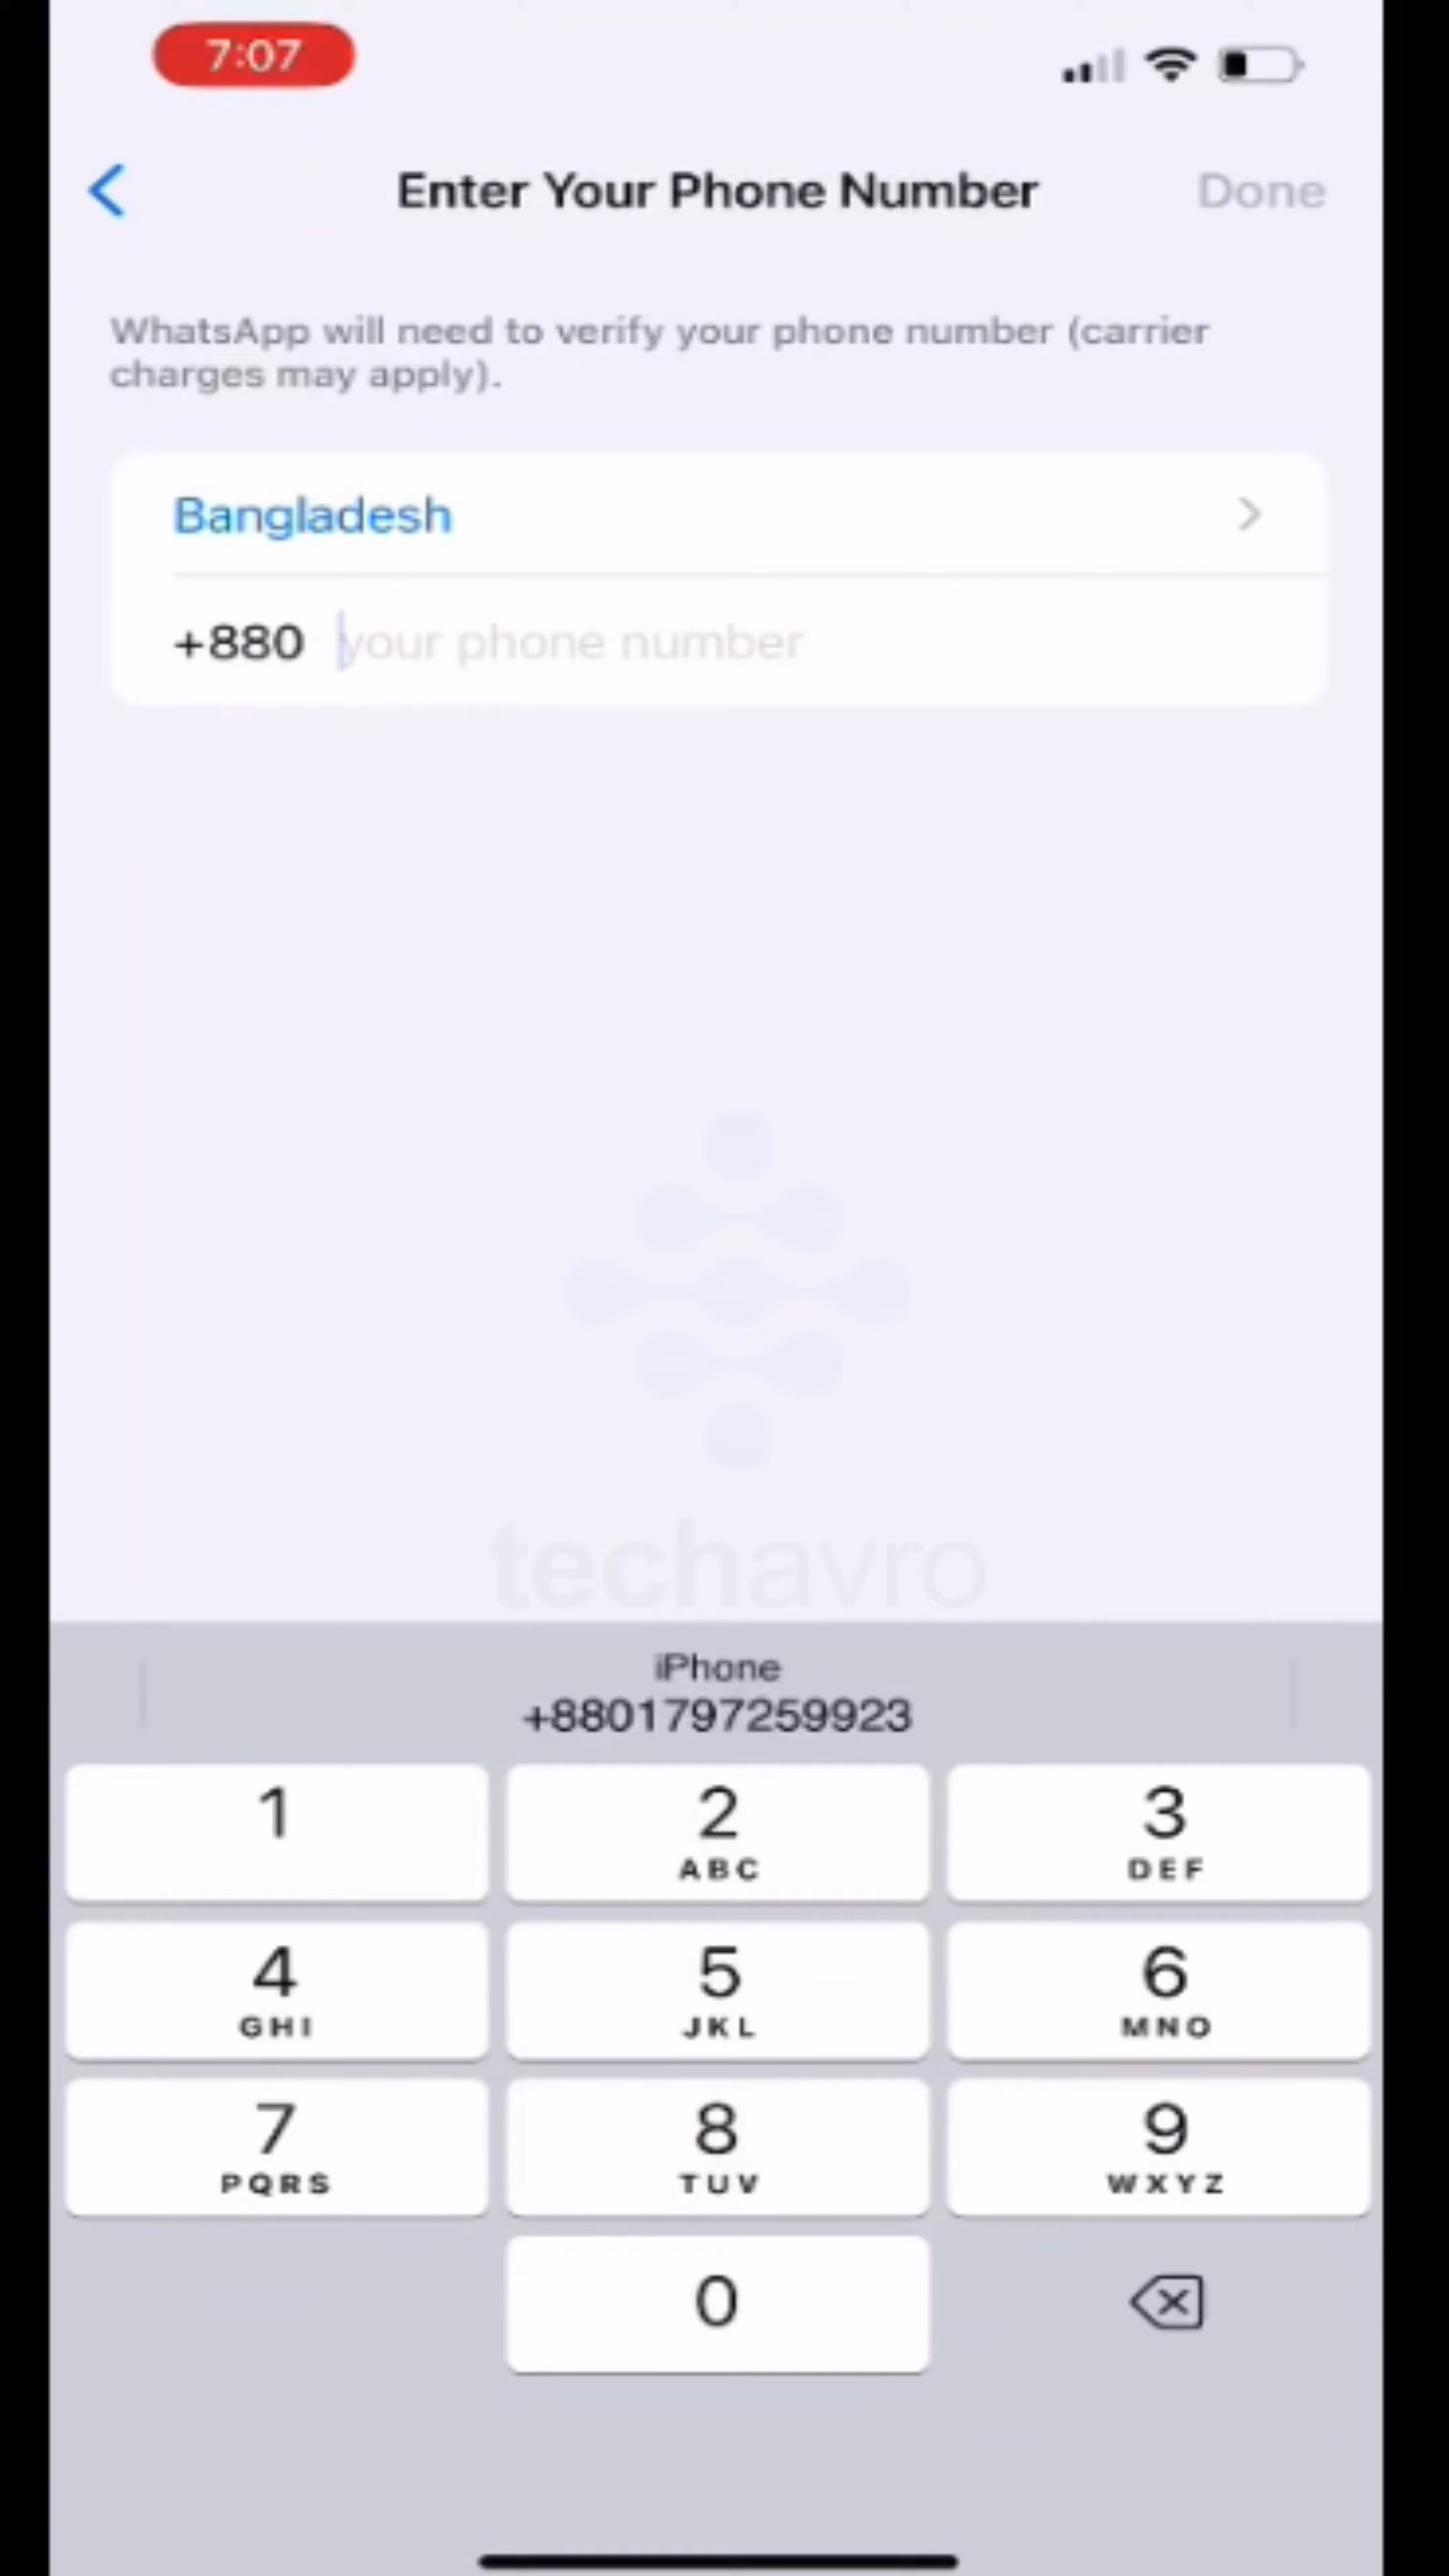 7:07
Enter Your Phone Number
Done
WhatsApp will need to verify your phone number (carrier
charges may apply).
Bangladesh
+880 your phone number
techavro
iPhone
+8801797259923
1
2
ABC
3
DEF
4
GHI
5
JKL
6
MNO
7
PQRS
8
TUV
9
WXYZ
0